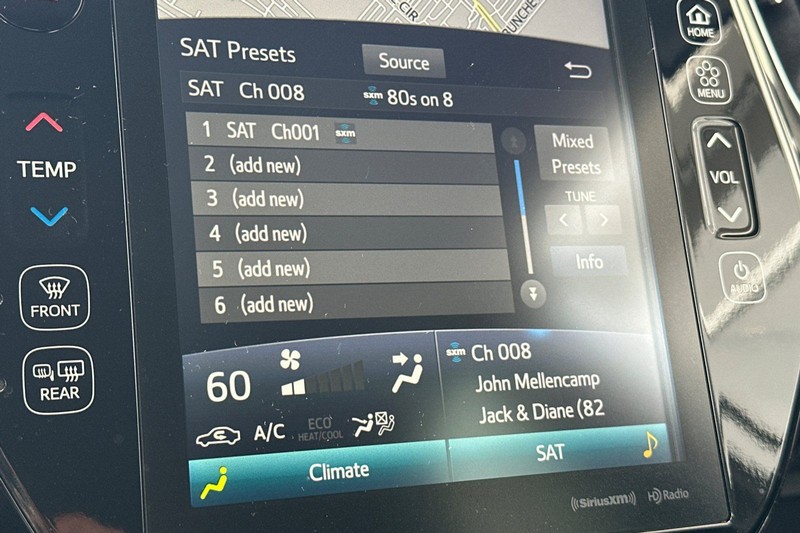 CIR
BUNCHE
SAT Presets
Source
SAT Ch 008
sxm 80s on 8
1 SAT Ch001 sxm
2 (add new)
3 (add new)
4 (add new)
5 (add new)
6 (add new)
Mixed
Presets
TUNE
< >
Info
HOME
MENU
VOL
AUDIO
TEMP
FRONT
REAR
60
A/C
ECO
HEAT/COOL
Climate
sxm Ch 008
John Mellencamp
Jack & Diane (82
SAT
((SiriusXM))
HD Radio